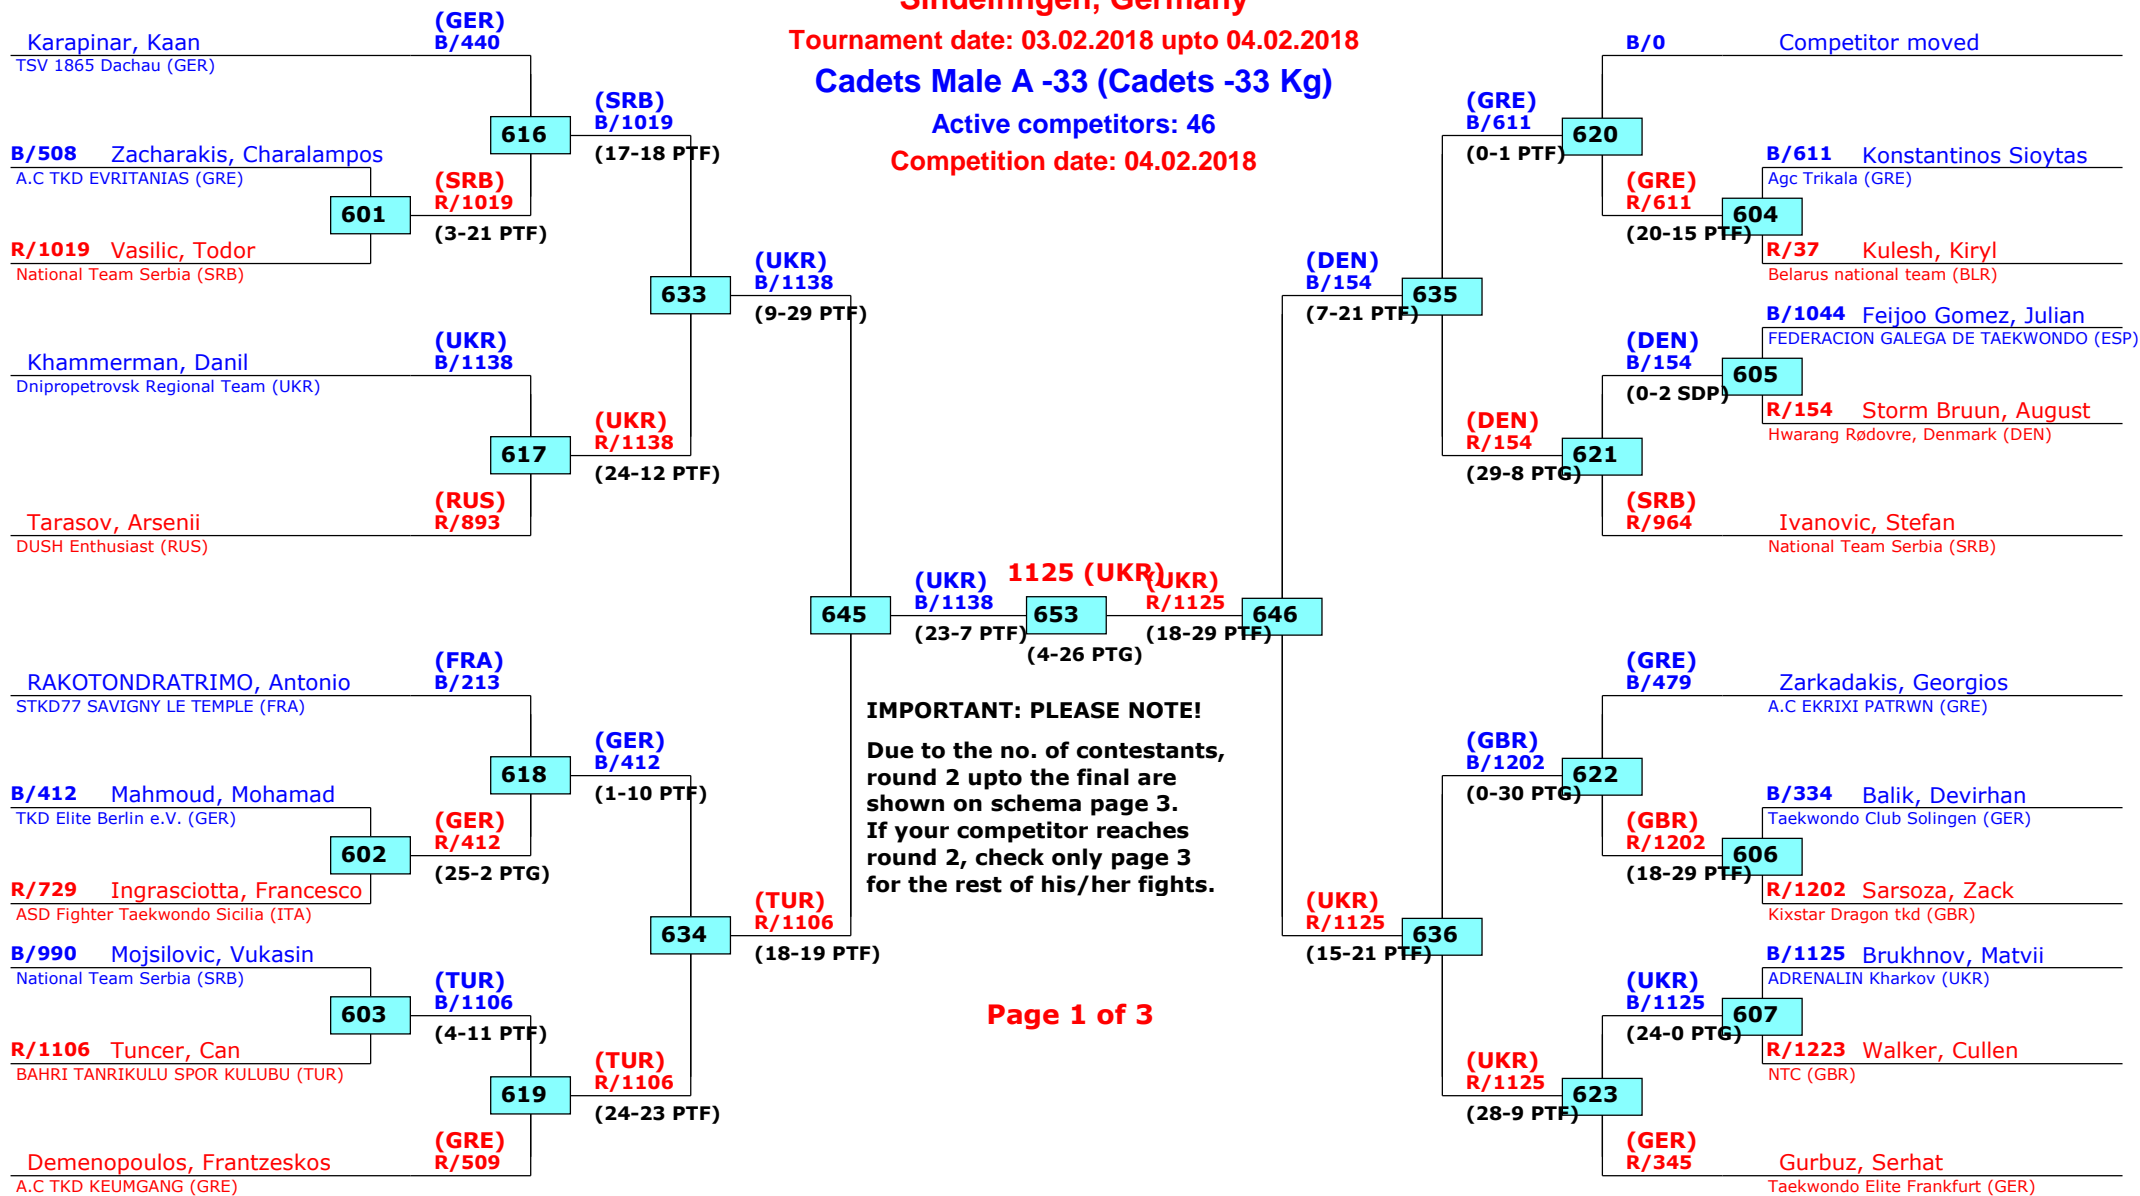 Sindelfingen, Germany
Tournament date: 03.02.2018 upto 04.02.2018
Cadets Male A -33 (Cadets -33 Kg)
Active competitors: 46
Competition date: 04.02.2018
(GER)
Karapinar, Kaan B/440
TSV 1865 Dachau (GER)
(SRB)
B/1019
616
(17-18 PTF)
B/508 Zacharakis, Charalampos
A.C TKD EVRITANIAS (GRE)
(SRB)
R/1019
601
(3-21 PTF)
R/1019 Vasilic, Todor
National Team Serbia (SRB)
(UKR)
B/1138
633
(9-29 PTF)
(UKR)
Khammerman, Danil B/1138
Dnipropetrovsk Regional Team (UKR)
(UKR)
R/1138
617
(24-12 PTF)
(RUS)
Tarasov, Arsenii R/893
DUSH Enthusiast (RUS)
645
(UKR)
B/1138
(23-7 PTF)
1125 (UKR)
653
(4-26 PTG)
(UKR)
R/1125
646
(18-29 PTF)
(FRA)
RAKOTONDRATRIMO, Antonio B/213
STKD77 SAVIGNY LE TEMPLE (FRA)
(GER)
B/412
618
(1-10 PTF)
B/412 Mahmoud, Mohamad
TKD Elite Berlin e.V. (GER)
(GER)
R/412
602
(25-2 PTG)
R/729 Ingrasciotta, Francesco
ASD Fighter Taekwondo Sicilia (ITA)
(TUR)
R/1106
634
(18-19 PTF)
B/990 Mojsilovic, Vukasin
National Team Serbia (SRB)
(TUR)
B/1106
603
(4-11 PTF)
R/1106 Tuncer, Can
BAHRI TANRIKULU SPOR KULUBU (TUR)
(TUR)
R/1106
619
(24-23 PTF)
(GRE)
Demenopoulos, Frantzeskos R/509
A.C TKD KEUMGANG (GRE)
IMPORTANT: PLEASE NOTE!
Due to the no. of contestants,
round 2 upto the final are
shown on schema page 3.
If your competitor reaches
round 2, check only page 3
for the rest of his/her fights.
Page 1 of 3
B/0 Competitor moved
(GRE)
B/611
620
(0-1 PTF)
B/611 Konstantinos Sioytas
Agc Trikala (GRE)
(GRE)
R/611
604
(20-15 PTF)
R/37 Kulesh, Kiryl
Belarus national team (BLR)
(DEN)
B/154
635
(7-21 PTF)
B/1044 Feijoo Gomez, Julian
FEDERACION GALEGA DE TAEKWONDO (ESP)
(DEN)
B/154
605
(0-2 SDP)
R/154 Storm Bruun, August
Hwarang Rødovre, Denmark (DEN)
(DEN)
R/154
621
(29-8 PTG)
(SRB)
R/964 Ivanovic, Stefan
National Team Serbia (SRB)
(GRE)
B/479 Zarkadakis, Georgios
A.C EKRIXI PATRWN (GRE)
(GBR)
B/1202
622
(0-30 PTG)
B/334 Balik, Devirhan
Taekwondo Club Solingen (GER)
(GBR)
R/1202
606
(18-29 PTF)
R/1202 Sarsoza, Zack
Kixstar Dragon tkd (GBR)
(UKR)
R/1125
636
(15-21 PTF)
B/1125 Brukhnov, Matvii
ADRENALIN Kharkov (UKR)
(UKR)
B/1125
607
(24-0 PTG)
R/1223 Walker, Cullen
NTC (GBR)
(UKR)
R/1125
623
(28-9 PTF)
(GER)
R/345 Gurbuz, Serhat
Taekwondo Elite Frankfurt (GER)